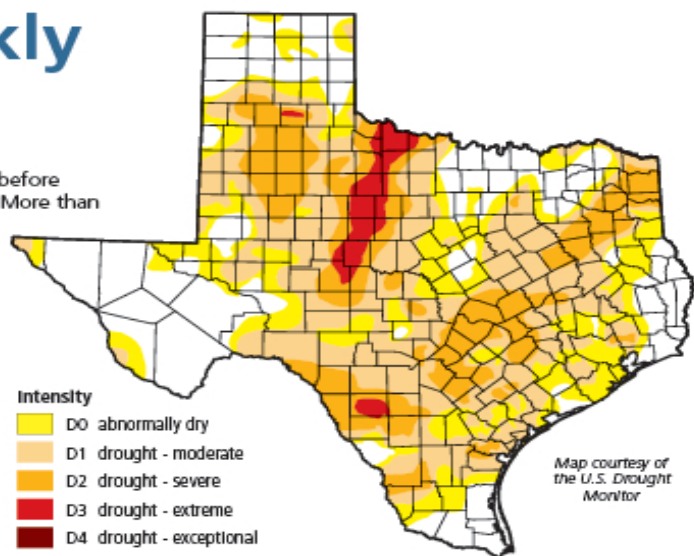 kly
before
More than
Intensity
D0 abnormally dry
D1 drought - moderate
D2 drought - severe
D3 drought - extreme
D4 drought - exceptional
Map courtesy of
the U.S. Drought
Monitor